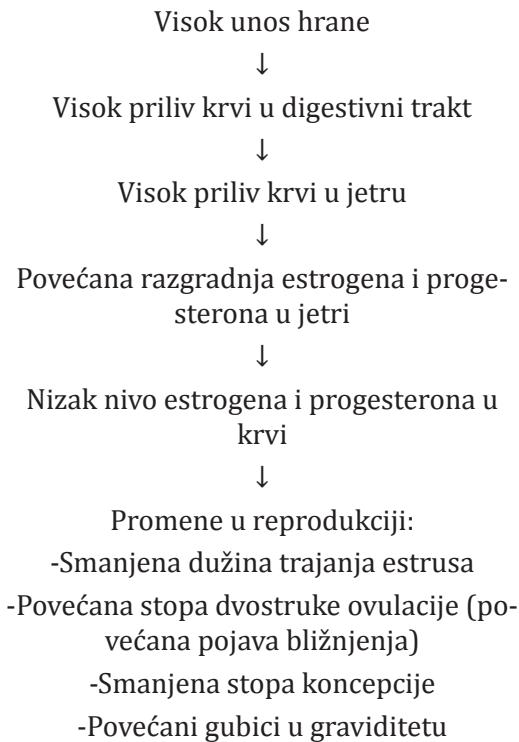 Visok unos hrane
↓
Visok priliv krvi u digestivni trakt
↓
Visok priliv krvi u jetru
↓
Povećana razgradnja estrogena i proge-
sterona u jetri
↓
Nizak nivo estrogena i progesterona u
krvi
↓
Promene u reprodukciji:
-Smanjena dužina trajanja estrusa
-Povećana stopa dvostruke ovulacije (po-
većana pojava bližnjenja)
-Smanjena stopa koncepcije
-Povećani gubici u graviditetu